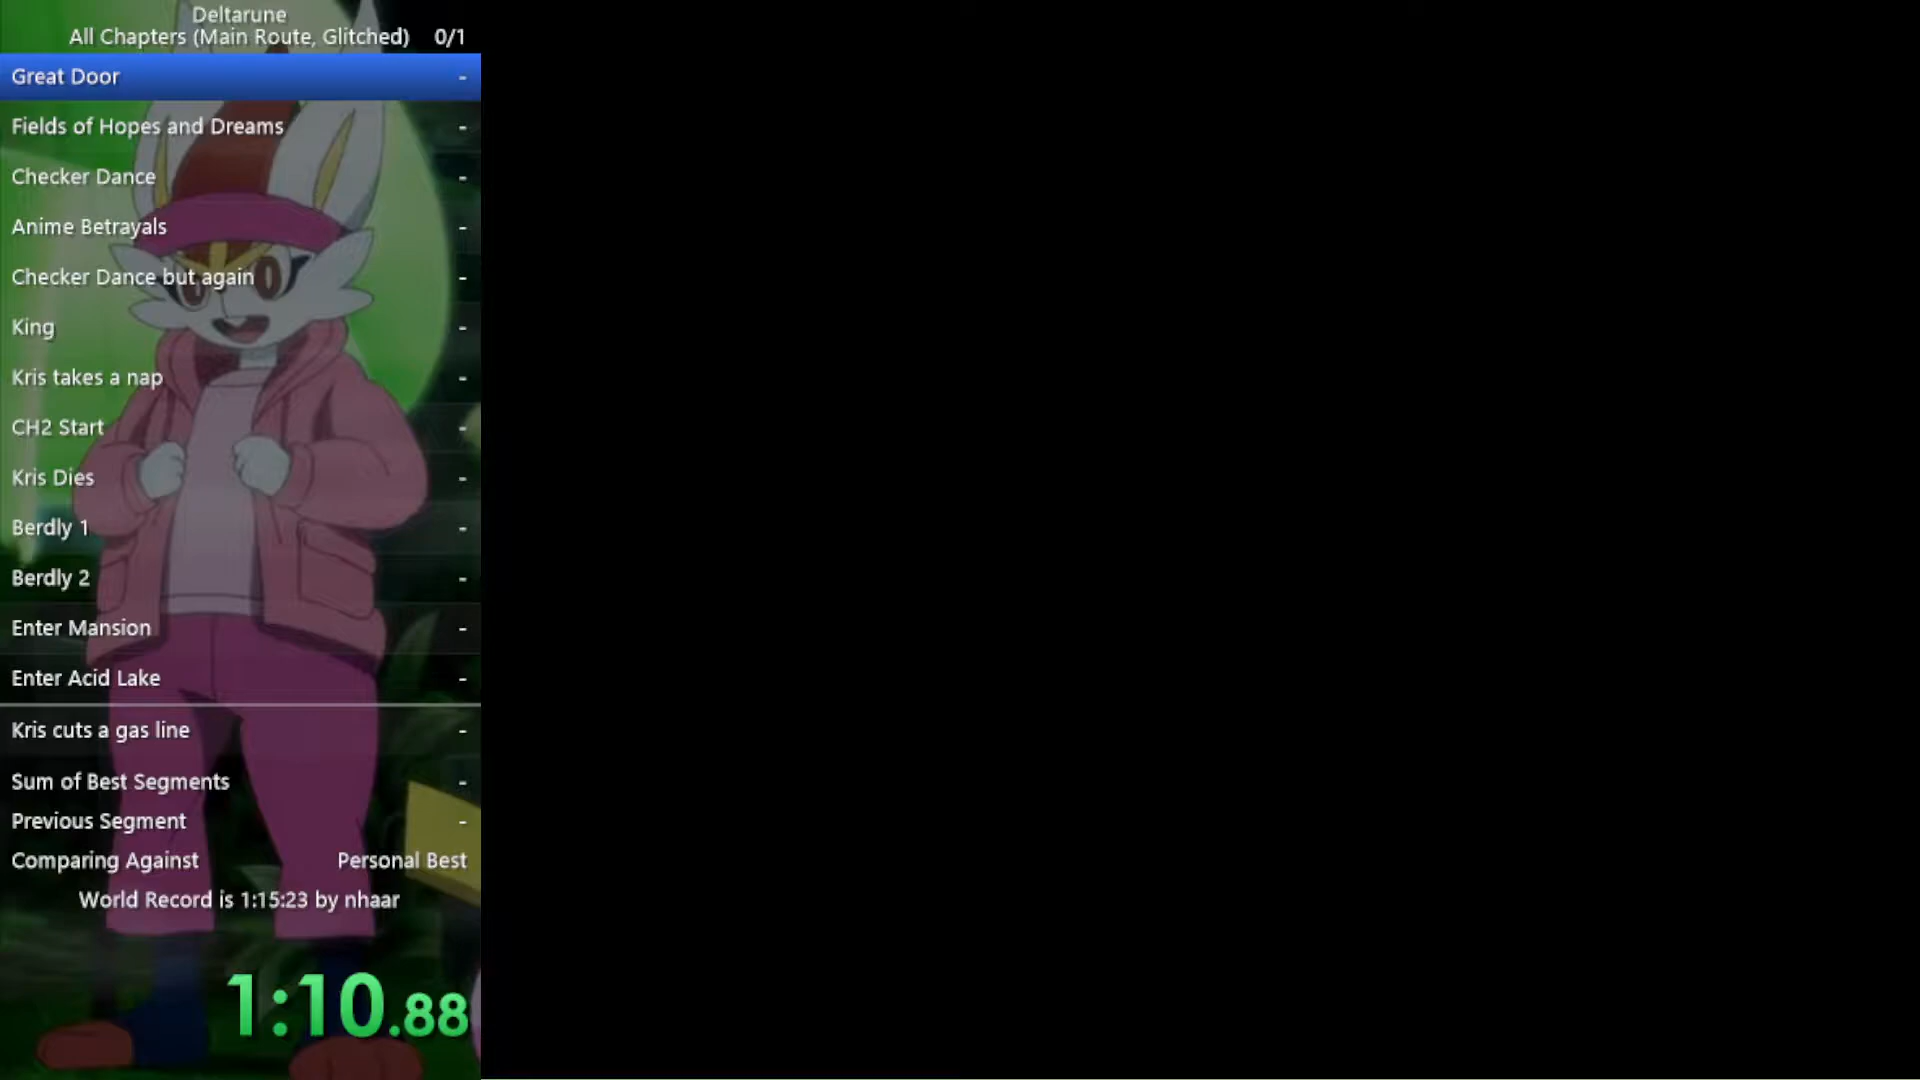 Deltarune
All Chapters (Main Route, Glitched) 0/1
Great Door -
Fields of Hopes and Dreams -
Checker Dance -
Anime Betrayals -
Checker Dance but again -
King -
Kris takes a nap -
CH2 Start -
Kris Dies -
Berdly 1 -
Berdly 2 -
Enter Mansion -
Enter Acid Lake -
Kris cuts a gas line -
Sum of Best Segments -
Previous Segment -
Comparing Against Personal Best
World Record is 1:15:23 by nhaar
1:10.88